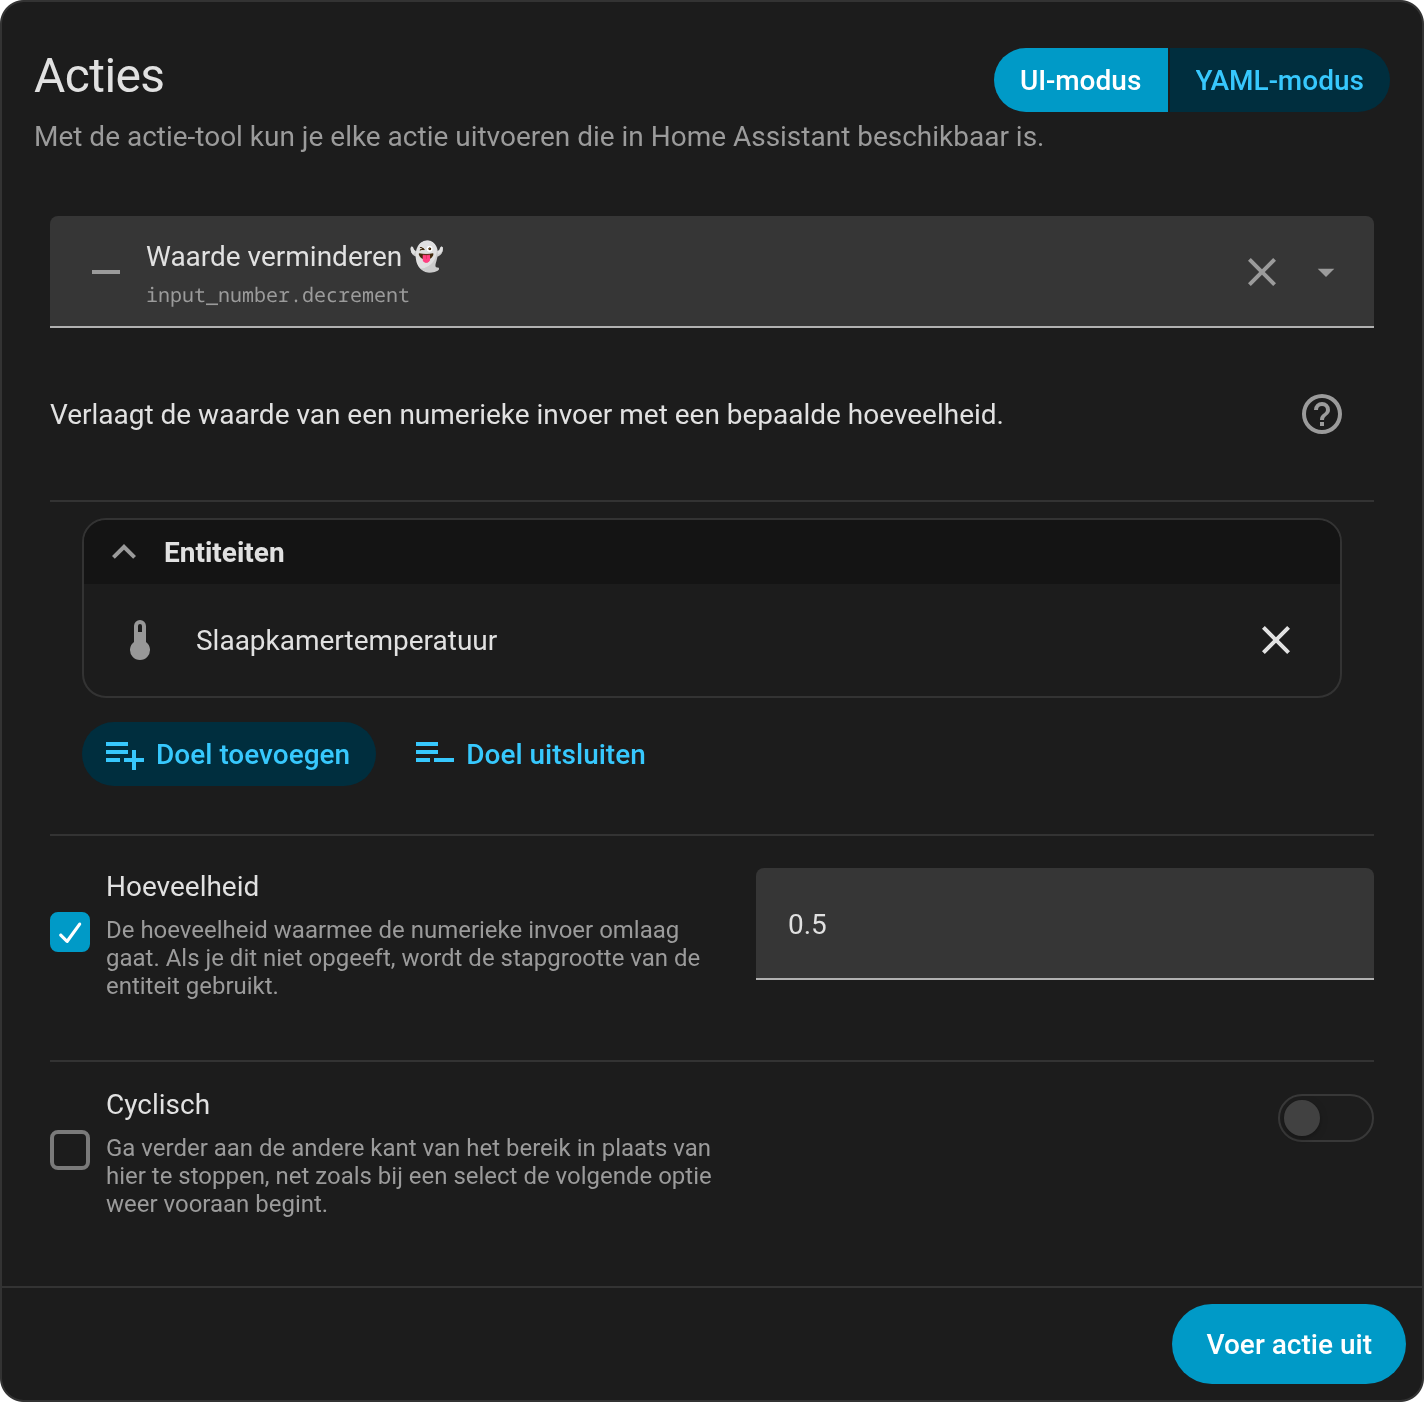 Acties
UI-modus
YAML-modus
Met de actie-tool kun je elke actie uitvoeren die in Home Assistant beschikbaar is.
Waarde verminderen 👻
input_number.decrement
Verlaagt de waarde van een numerieke invoer met een bepaalde hoeveelheid.
Entiteiten
Slaapkamertemperatuur
Doel toevoegen
Doel uitsluiten
Hoeveelheid
De hoeveelheid waarmee de numerieke invoer omlaag
gaat. Als je dit niet opgeeft, wordt de stapgrootte van de
entiteit gebruikt.
0.5
Cyclisch
Ga verder aan de andere kant van het bereik in plaats van
hier te stoppen, net zoals bij een select de volgende optie
weer vooraan begint.
Voer actie uit